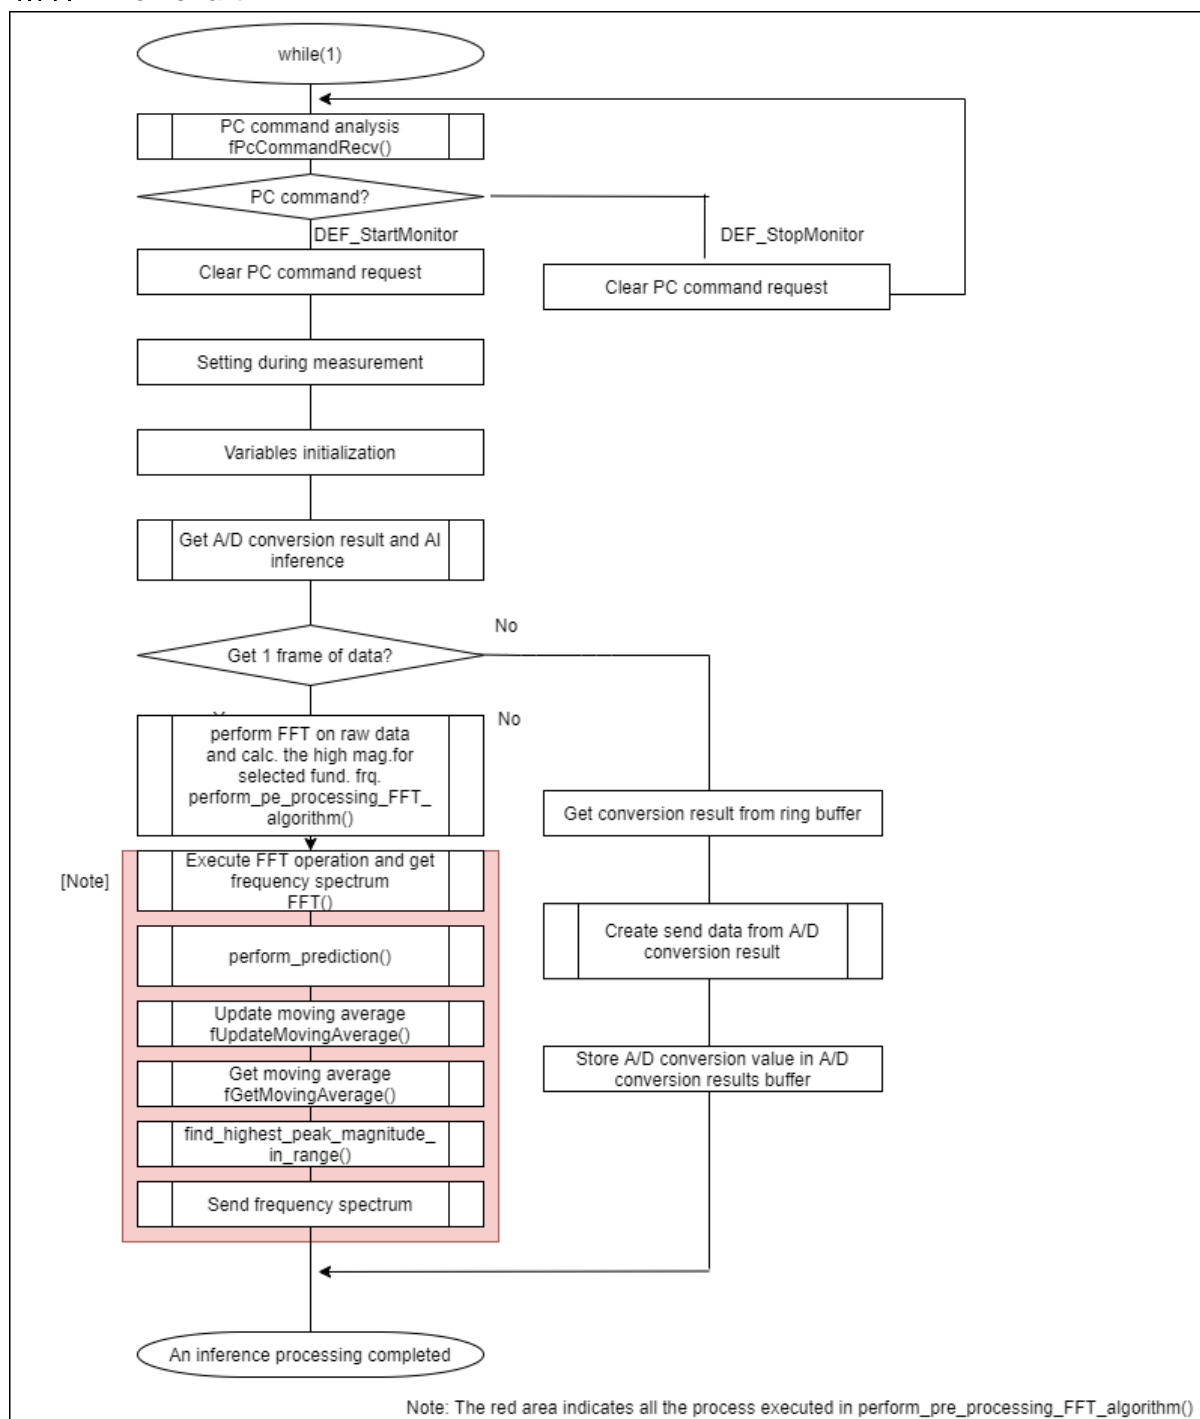 while(1)
PC command analysis
fPcCommandRecv()
PC command?
DEF_StartMonitor
DEF_StopMonitor
Clear PC command request
Clear PC command request
Setting during measurement
Variables initialization
Get A/D conversion result and AI
inference
No
Get 1 frame of data?
No
perform FFT on raw data
and calc. the high mag.for
selected fund. frq.
perform_pe_processing_FFT_
algorithm()
Get conversion result from ring buffer
[Note]
Execute FFT operation and get
frequency spectrum
FFT()
perform_prediction()
Create send data from A/D
conversion result
Update moving average
fUpdateMovingAverage()
Get moving average
fGetMovingAverage()
Store A/D conversion value in A/D
conversion results buffer
find_highest_peak_magnitude_
in_range()
Send frequency spectrum
An inference processing completed
Note: The red area indicates all the process executed in perform_pre_processing_FFT_algorithm()